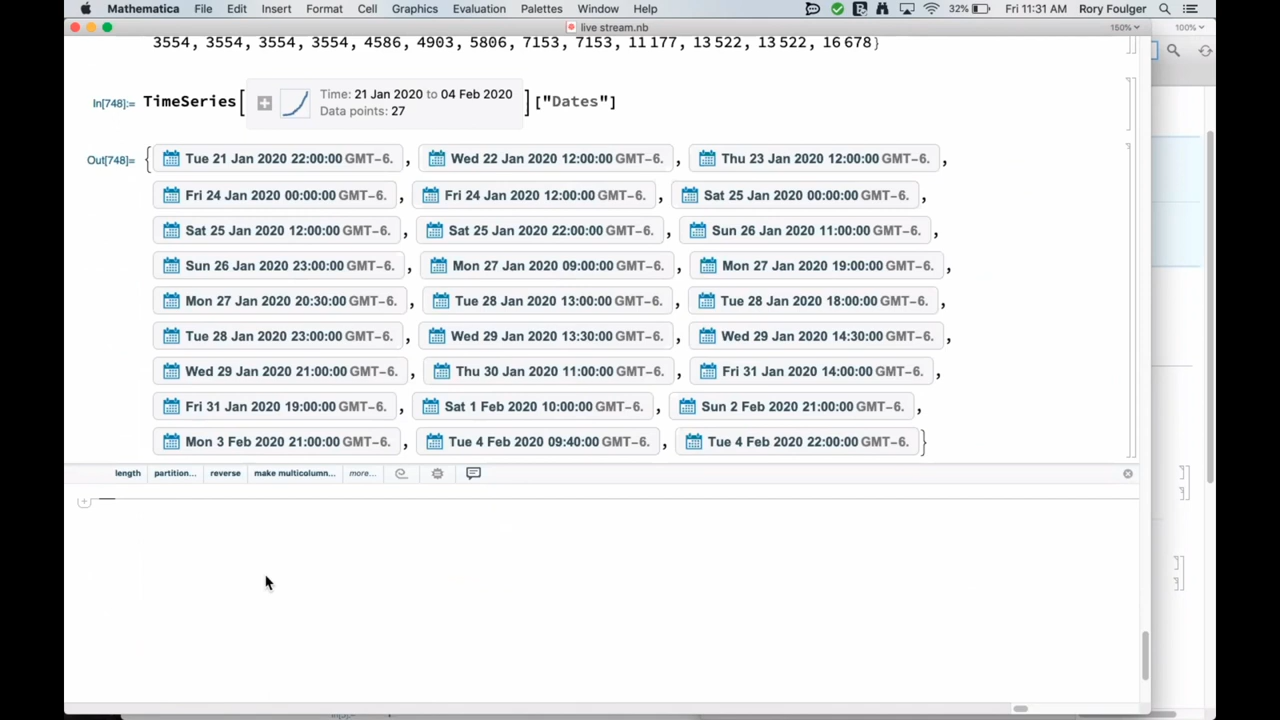 Mathematica File Edit Insert Format Cell Graphics Evaluation Palettes Window Help 32% Fri 11:31 AM Rory Foulger
live stream.nb 150% 100%
3554, 3554, 3554, 3554, 4586, 4903, 5806, 7153, 7153, 11 177, 13 522, 13 522, 16 678}
In[748]:= TimeSeries[ Time: 21 Jan 2020 to 04 Feb 2020 ]["Dates"]
Data points: 27
Out[748]= { Tue 21 Jan 2020 22:00:00 GMT-6. , Wed 22 Jan 2020 12:00:00 GMT-6. , Thu 23 Jan 2020 12:00:00 GMT-6. ,
Fri 24 Jan 2020 00:00:00 GMT-6. , Fri 24 Jan 2020 12:00:00 GMT-6. , Sat 25 Jan 2020 00:00:00 GMT-6. ,
Sat 25 Jan 2020 12:00:00 GMT-6. , Sat 25 Jan 2020 22:00:00 GMT-6. , Sun 26 Jan 2020 11:00:00 GMT-6. ,
Sun 26 Jan 2020 23:00:00 GMT-6. , Mon 27 Jan 2020 09:00:00 GMT-6. , Mon 27 Jan 2020 19:00:00 GMT-6. ,
Mon 27 Jan 2020 20:30:00 GMT-6. , Tue 28 Jan 2020 13:00:00 GMT-6. , Tue 28 Jan 2020 18:00:00 GMT-6. ,
Tue 28 Jan 2020 23:00:00 GMT-6. , Wed 29 Jan 2020 13:30:00 GMT-6. , Wed 29 Jan 2020 14:30:00 GMT-6. ,
Wed 29 Jan 2020 21:00:00 GMT-6. , Thu 30 Jan 2020 11:00:00 GMT-6. , Fri 31 Jan 2020 14:00:00 GMT-6. ,
Fri 31 Jan 2020 19:00:00 GMT-6. , Sat 1 Feb 2020 10:00:00 GMT-6. , Sun 2 Feb 2020 21:00:00 GMT-6. ,
Mon 3 Feb 2020 21:00:00 GMT-6. , Tue 4 Feb 2020 09:40:00 GMT-6. , Tue 4 Feb 2020 22:00:00 GMT-6. }
length partition... reverse make multicolumn... more...